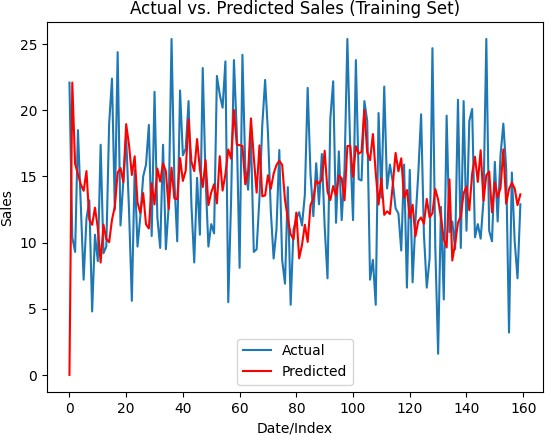 Actual vs. Predicted Sales (Training Set)
25
20
15
10
5
0
Sales
Actual
Predicted
0 20 40 60 80 100 120 140 160
Date/Index